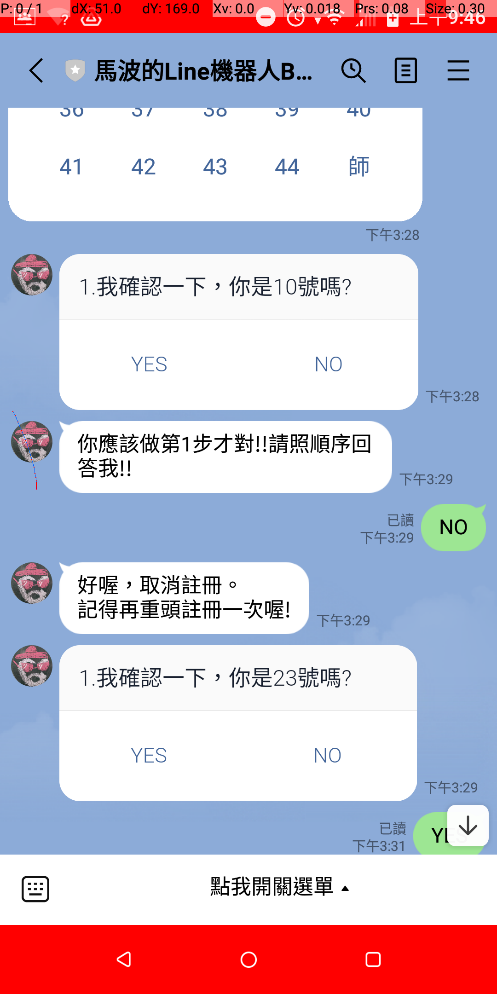 P: 0 / 1 dX: 51.0 dY: 169.0 Xv: 0.0 Yv: 0.018 Prs: 0.08 Size: 0.30
上午9:46
馬波的Line機器人B...
36 37 38 39 40
41 42 43 44 師
下午3:28
1.我確認一下，你是10號嗎?
YES NO
下午3:28
你應該做第1步才對!!請照順序回
答我!!
下午3:29
已讀
下午3:29
NO
好喔，取消註冊。
記得再重頭註冊一次喔!
下午3:29
1.我確認一下，你是23號嗎?
YES NO
下午3:29
已讀
下午3:31
點我開關選單